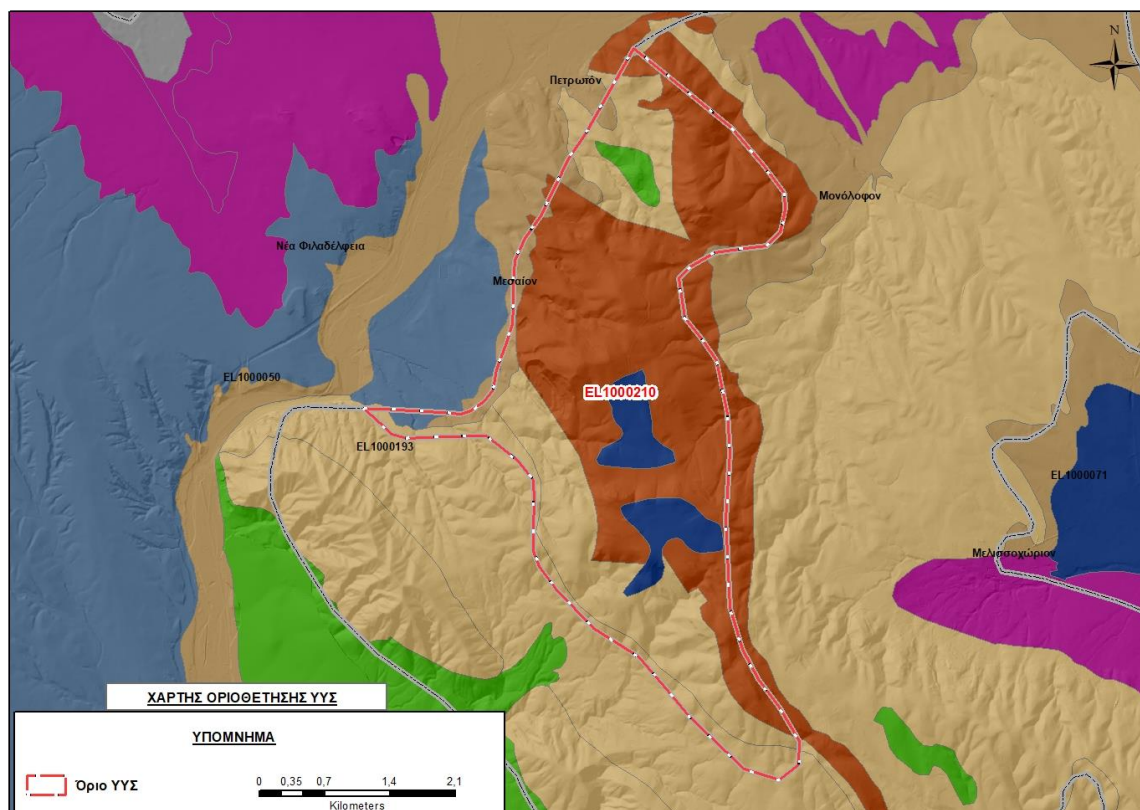 N
Πετρωτόν
Μονόλοφον
Νέα Φιλαδέλφεια
Μεσαίον
EL1000050
EL1000210
EL1000193
EL1000071
Μελισσοχώριον
ΧΑΡΤΗΣ ΟΡΙΟΘΕΤΗΣΗΣ ΥΥΣ
ΥΠΟΜΝΗΜΑ
Όριο ΥΥΣ
0 0,35 0,7 1,4 2,1
Kilometers